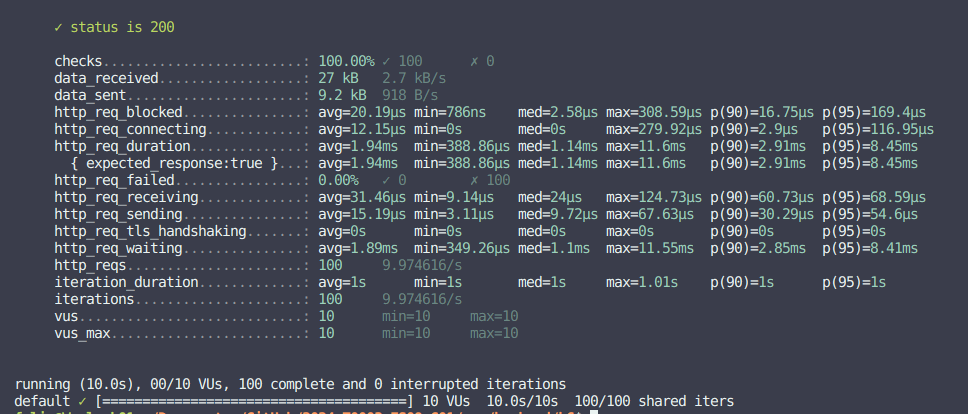 ✓ status is 200
checks.........................: 100.00% ✓ 100 ✗ 0
data_received..................: 27 kB 2.7 kB/s
data_sent......................: 9.2 kB 918 B/s
http_req_blocked...............: avg=20.19µs min=786ns med=2.58µs max=308.59µs p(90)=16.75µs p(95)=169.4µs
http_req_connecting............: avg=12.15µs min=0s med=0s max=279.92µs p(90)=2.9µs p(95)=116.95µs
http_req_duration..............: avg=1.94ms min=388.86µs med=1.14ms max=11.6ms p(90)=2.91ms p(95)=8.45ms
{ expected_response:true }...: avg=1.94ms min=388.86µs med=1.14ms max=11.6ms p(90)=2.91ms p(95)=8.45ms
http_req_failed................: 0.00% ✓ 0 ✗ 100
http_req_receiving.............: avg=31.46µs min=9.14µs med=24µs max=124.73µs p(90)=60.73µs p(95)=68.59µs
http_req_sending...............: avg=15.19µs min=3.11µs med=9.72µs max=67.63µs p(90)=30.29µs p(95)=54.6µs
http_req_tls_handshaking.......: avg=0s min=0s med=0s max=0s p(90)=0s p(95)=0s
http_req_waiting...............: avg=1.89ms min=349.26µs med=1.1ms max=11.55ms p(90)=2.85ms p(95)=8.41ms
http_reqs......................: 100 9.974616/s
iteration_duration.............: avg=1s min=1s med=1s max=1.01s p(90)=1s p(95)=1s
iterations.....................: 100 9.974616/s
vus............................: 10 min=10 max=10
vus_max........................: 10 min=10 max=10
running (10.0s), 00/10 VUs, 100 complete and 0 interrupted iterations
default ✓ [======================================] 10 VUs 10.0s/10s 100/100 shared iters